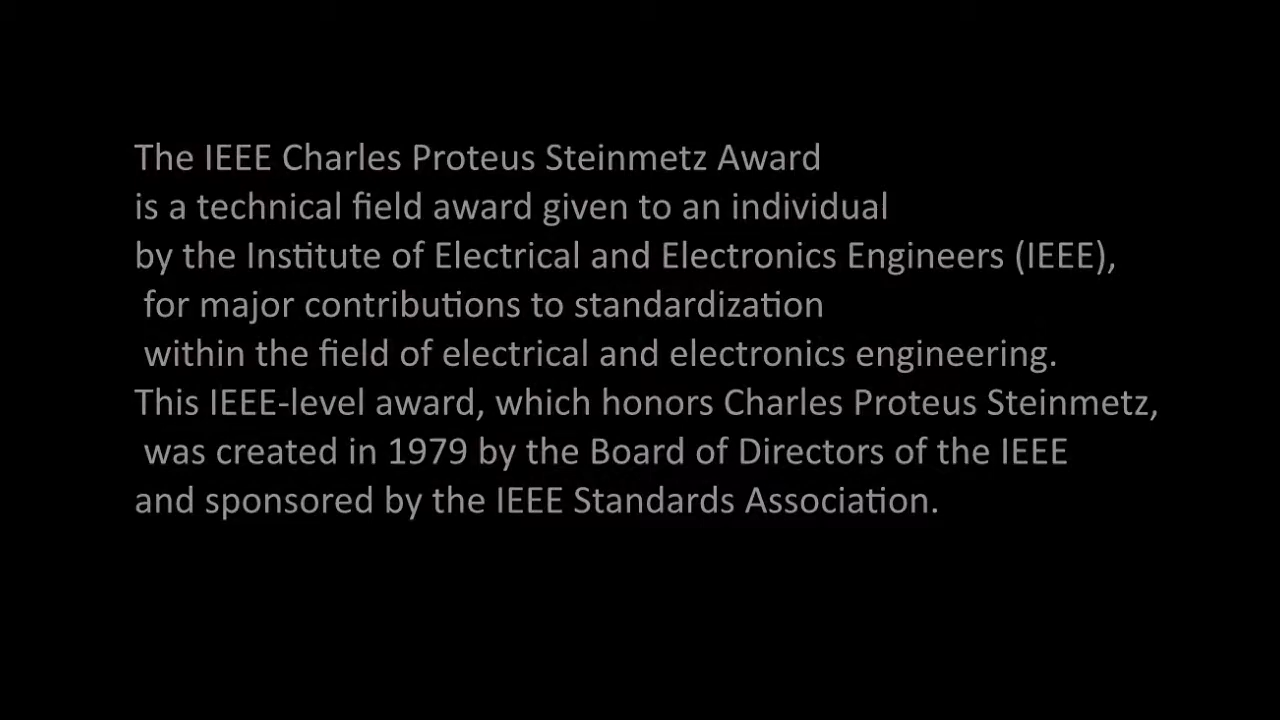 The IEEE Charles Proteus Steinmetz Award
is a technical field award given to an individual
by the Institute of Electrical and Electronics Engineers (IEEE),
for major contributions to standardization
within the field of electrical and electronics engineering.
This IEEE-level award, which honors Charles Proteus Steinmetz,
was created in 1979 by the Board of Directors of the IEEE
and sponsored by the IEEE Standards Association.